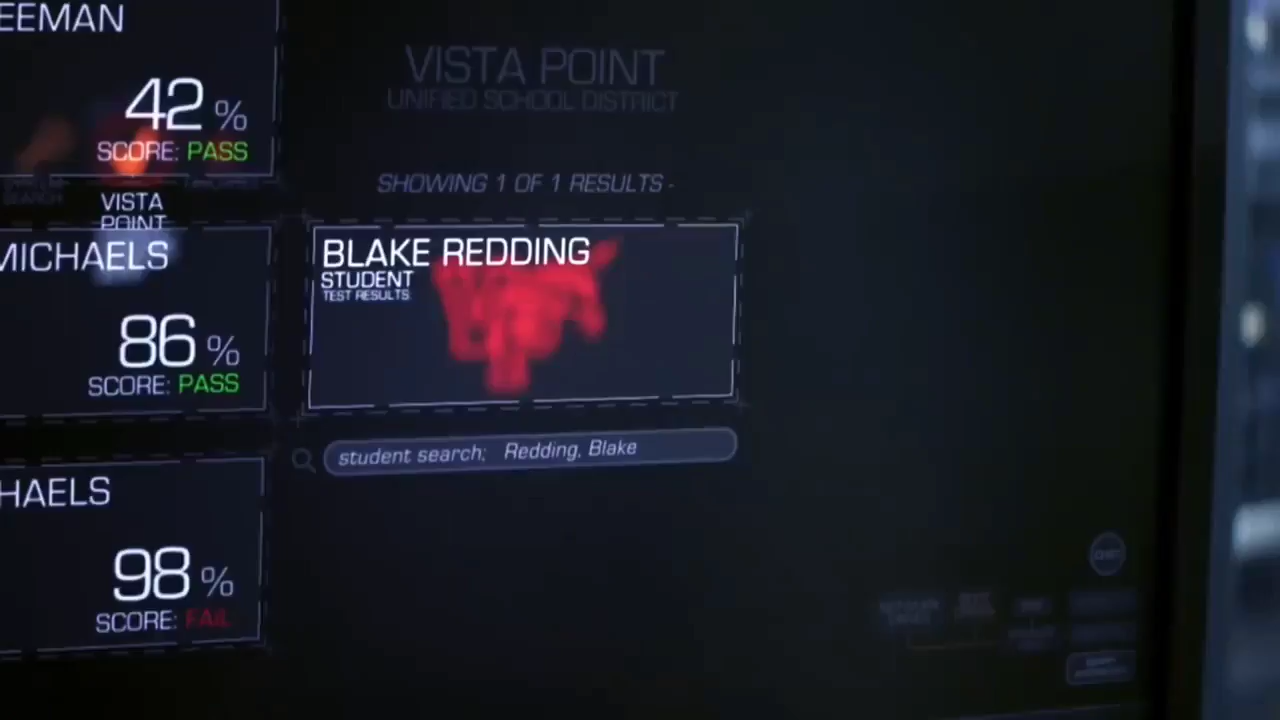 EEMAN
42 %
SCORE: PASS
VISTA
POINT
MICHAELS
86 %
SCORE: PASS
HAELS
98 %
SCORE: FAIL
VISTA POINT
UNIFIED SCHOOL DISTRICT
SHOWING 1 OF 1 RESULTS -
BLAKE REDDING
STUDENT
TEST RESULTS
student search; Redding, Blake